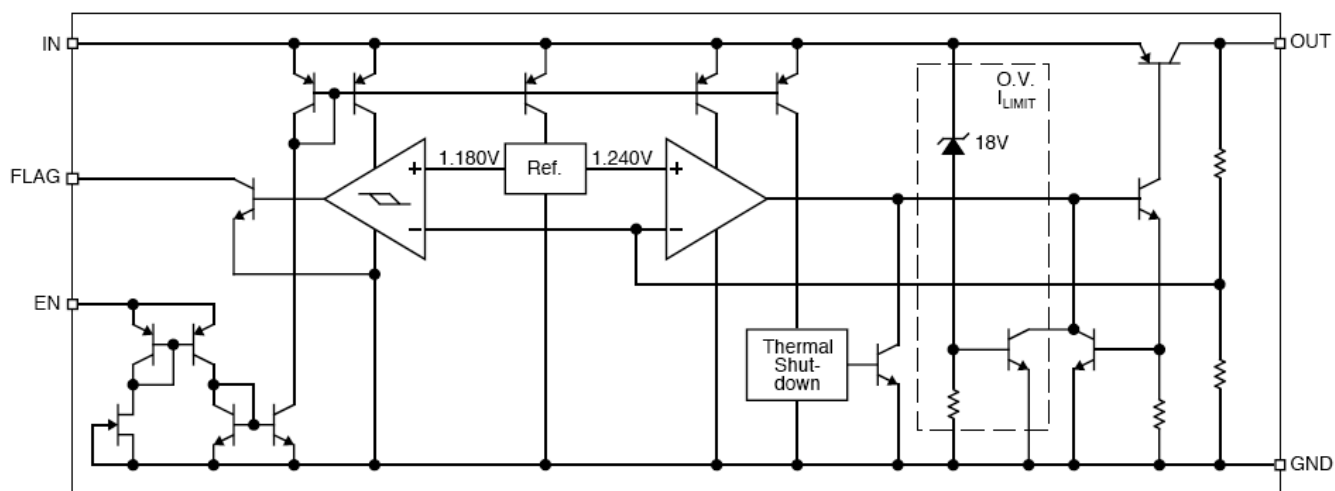 IN
OUT
O.V.
ILIMIT
18V
1.180V
Ref.
1.240V
+
+
FLAG
−
−
EN
Thermal
Shut-
down
GND